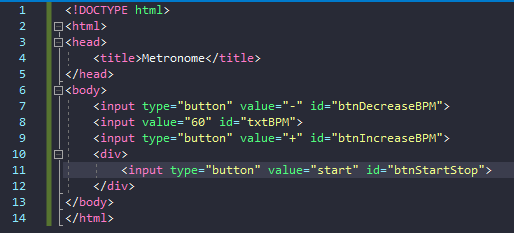 1 <!DOCTYPE html>
2 <html>
3 <head>
4 <title>Metronome</title>
5 </head>
6 <body>
7 <input type="button" value="-" id="btnDecreaseBPM">
8 <input value="60" id="txtBPM">
9 <input type="button" value="+" id="btnIncreaseBPM">
10 <div>
11 <input type="button" value="start" id="btnStartStop">
12 </div>
13 </body>
14 </html>